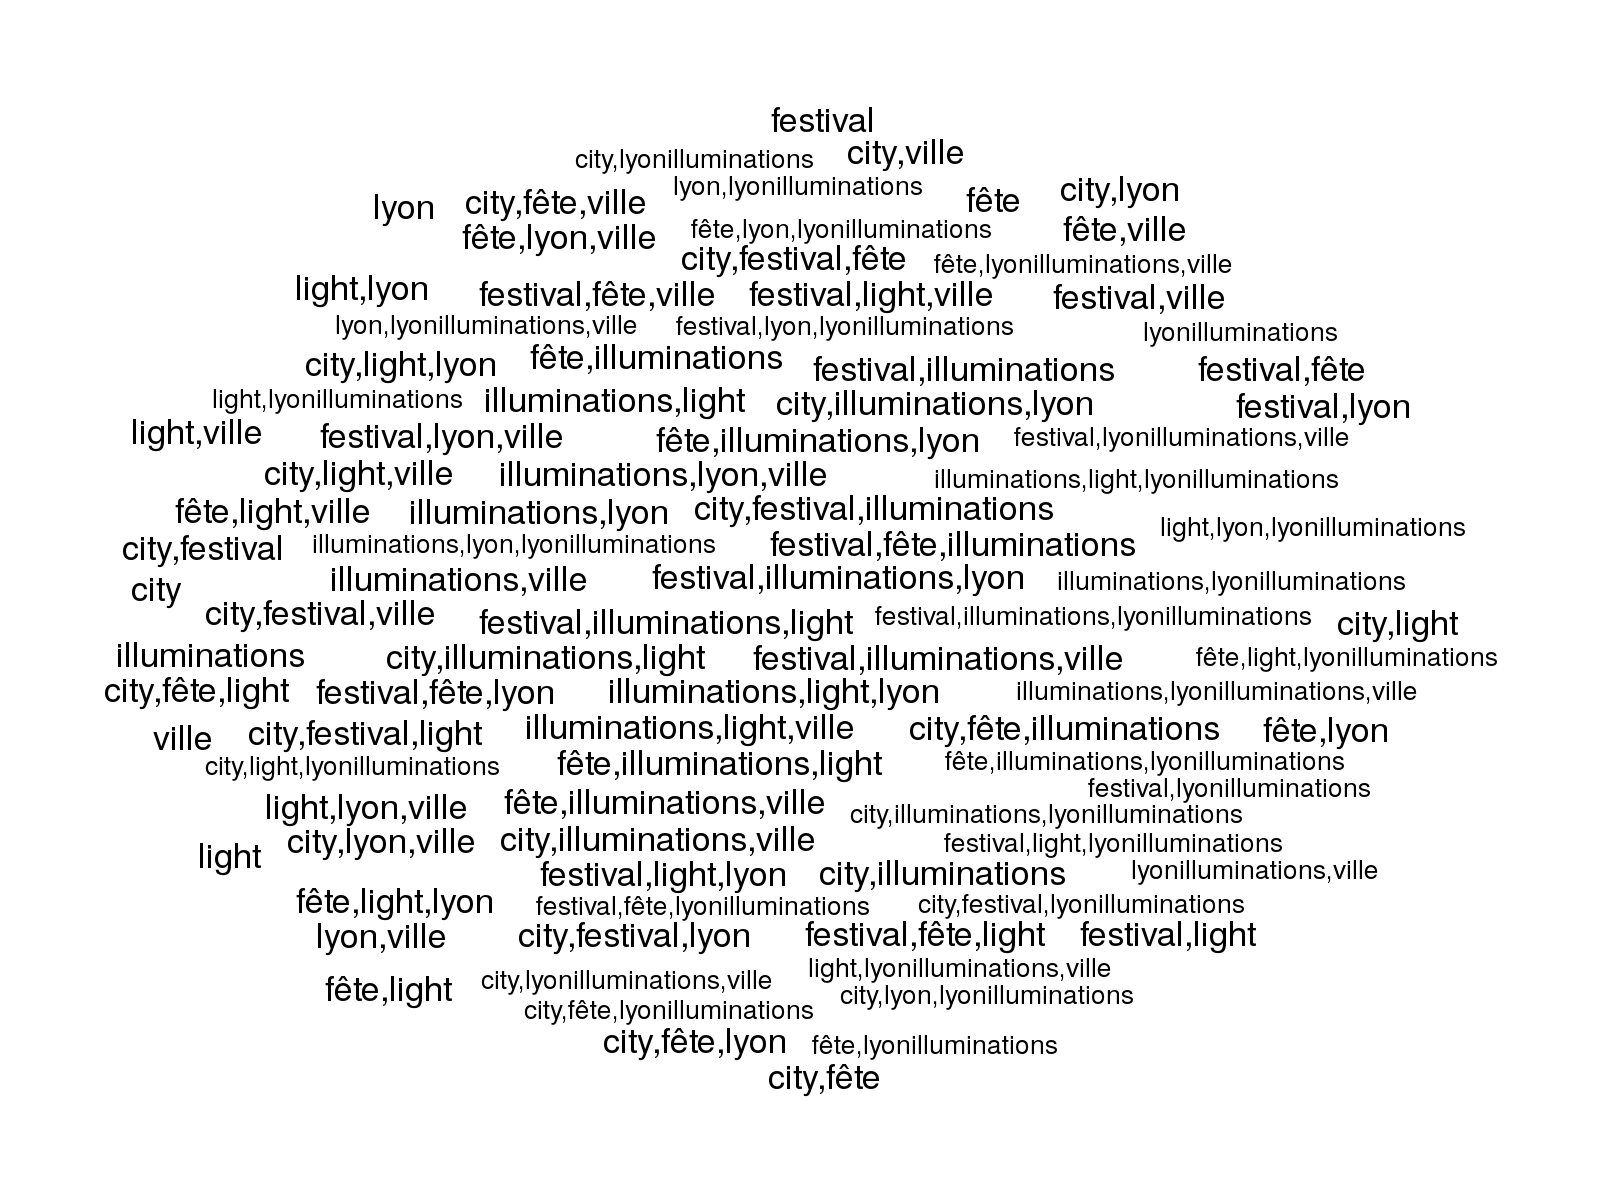 festival
city,lyonilluminations city,ville
lyon,lyonilluminations
lyon city,fête,ville fête city,lyon
fête,lyon,ville fête,lyon,lyonilluminations fête,ville
city,festival,fête fête,lyonilluminations,ville
light,lyon festival,fête,ville festival,light,ville festival,ville
lyon,lyonilluminations,ville festival,lyon,lyonilluminations lyonilluminations
city,light,lyon fête,illuminations festival,illuminations festival,fête
light,lyonilluminations illuminations,light city,illuminations,lyon festival,lyon
light,ville festival,lyon,ville fête,illuminations,lyon festival,lyonilluminations,ville
city,light,ville illuminations,lyon,ville illuminations,light,lyonilluminations
fête,light,ville illuminations,lyon city,festival,illuminations light,lyon,lyonilluminations
city,festival illuminations,lyon,lyonilluminations festival,fête,illuminations
city illuminations,ville festival,illuminations,lyon illuminations,lyonilluminations
city,festival,ville festival,illuminations,light festival,illuminations,lyonilluminations city,light
illuminations city,illuminations,light festival,illuminations,ville fête,light,lyonilluminations
city,fête,light festival,fête,lyon illuminations,light,lyon illuminations,lyonilluminations,ville
ville city,festival,light illuminations,light,ville city,fête,illuminations fête,lyon
city,light,lyonilluminations fête,illuminations,light fête,illuminations,lyonilluminations
festival,lyonilluminations
light,lyon,ville fête,illuminations,ville city,illuminations,lyonilluminations
light city,lyon,ville city,illuminations,ville festival,light,lyonilluminations
festival,light,lyon city,illuminations lyonilluminations,ville
fête,light,lyon festival,fête,lyonilluminations city,festival,lyonilluminations
lyon,ville city,festival,lyon festival,fête,light festival,light
light,lyonilluminations,ville
fête,light city,lyonilluminations,ville city,lyon,lyonilluminations
city,fête,lyonilluminations
city,fête,lyon fête,lyonilluminations
city,fête